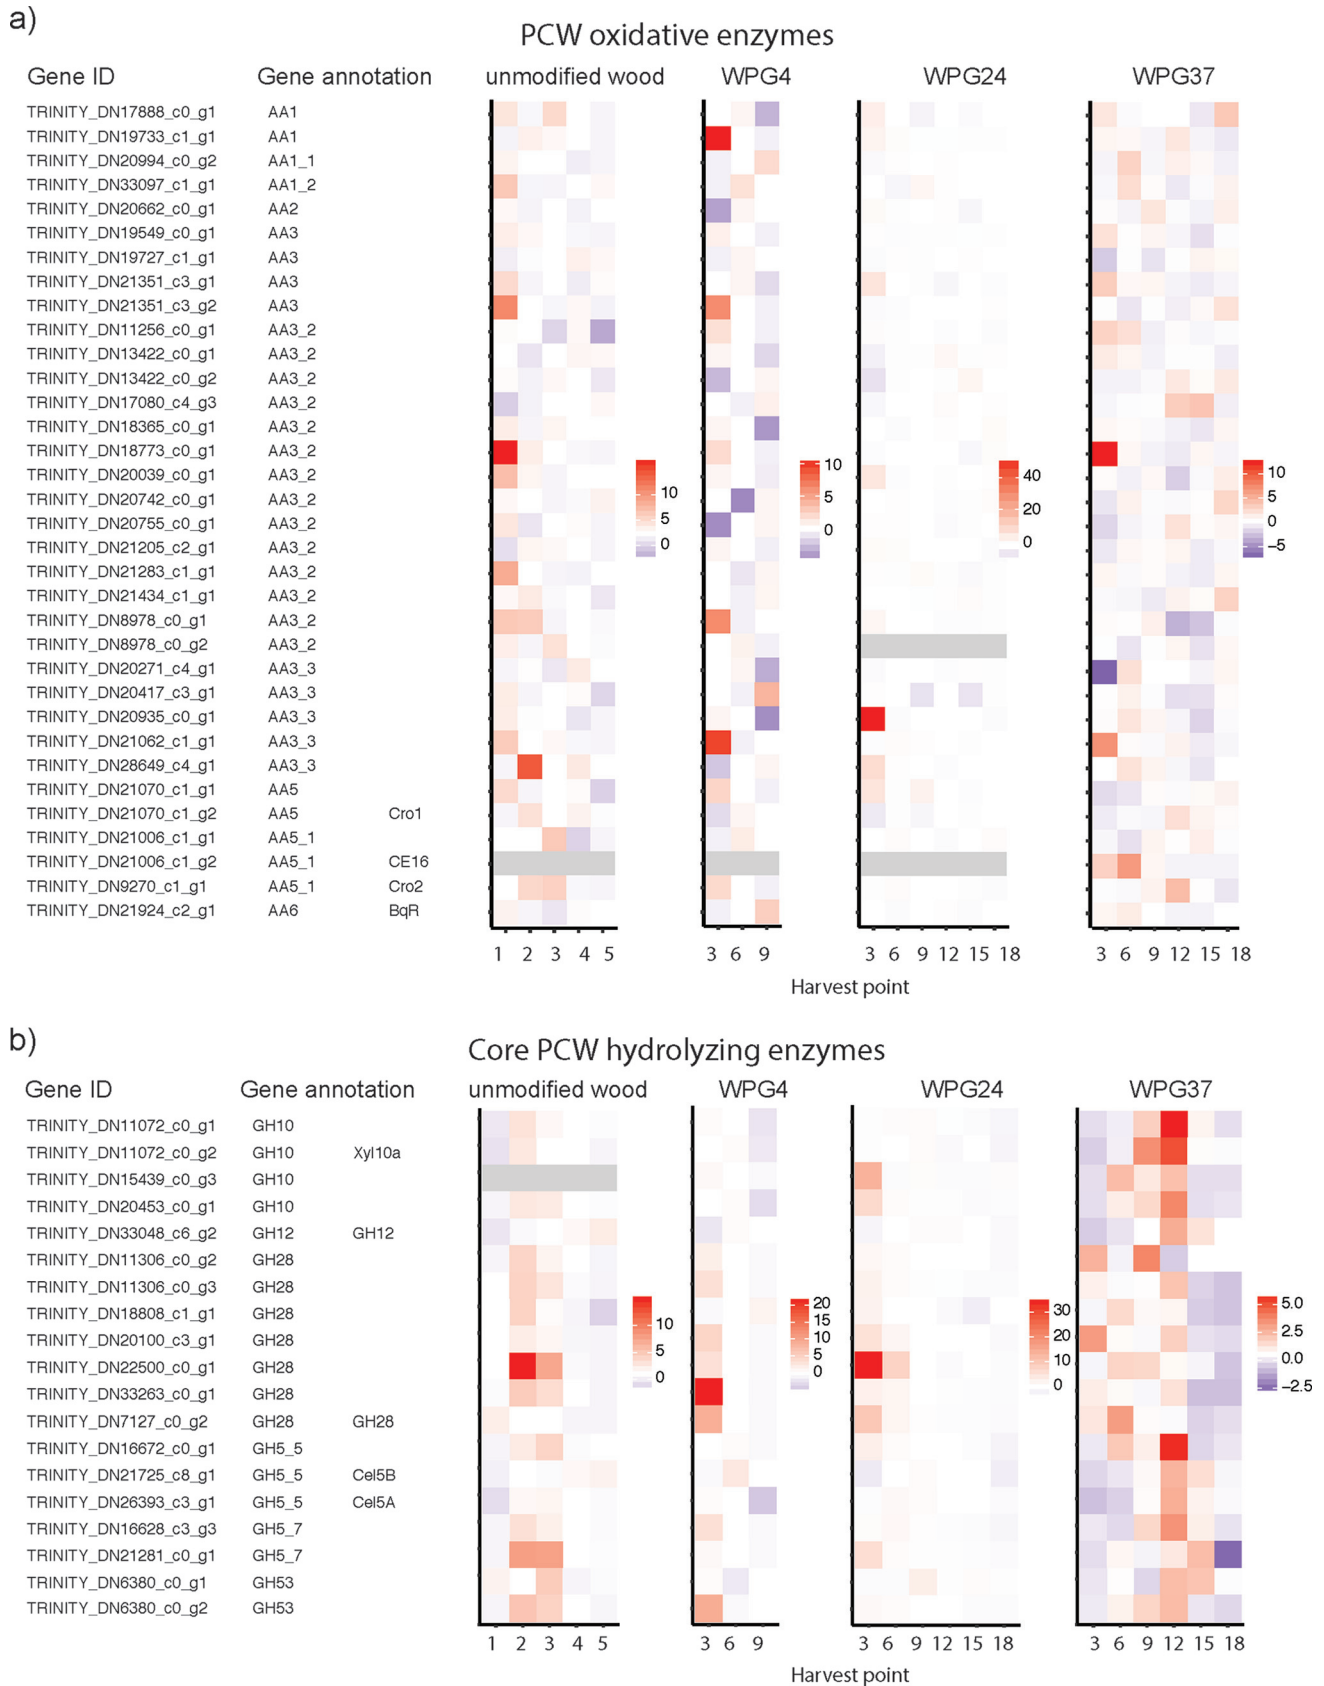 a)
PCW oxidative enzymes
Gene ID Gene annotation unmodified wood WPG4 WPG24 WPG37
TRINITY_DN17888_c0_g1 AA1
TRINITY_DN19733_c1_g1 AA1
TRINITY_DN20994_c0_g2 AA1_1
TRINITY_DN33097_c1_g1 AA1_2
TRINITY_DN20662_c0_g1 AA2
TRINITY_DN19549_c0_g1 AA3
TRINITY_DN19727_c1_g1 AA3
TRINITY_DN21351_c3_g1 AA3
TRINITY_DN21351_c3_g2 AA3
TRINITY_DN11256_c0_g1 AA3_2
TRINITY_DN13422_c0_g1 AA3_2
TRINITY_DN13422_c0_g2 AA3_2
TRINITY_DN17080_c4_g3 AA3_2
TRINITY_DN18365_c0_g1 AA3_2
TRINITY_DN18773_c0_g1 AA3_2
TRINITY_DN20039_c0_g1 AA3_2
TRINITY_DN20742_c0_g1 AA3_2
TRINITY_DN20755_c0_g1 AA3_2
TRINITY_DN21205_c2_g1 AA3_2
TRINITY_DN21283_c1_g1 AA3_2
TRINITY_DN21434_c1_g1 AA3_2
TRINITY_DN8978_c0_g1 AA3_2
TRINITY_DN8978_c0_g2 AA3_2
TRINITY_DN20271_c4_g1 AA3_3
TRINITY_DN20417_c3_g1 AA3_3
TRINITY_DN20935_c0_g1 AA3_3
TRINITY_DN21062_c1_g1 AA3_3
TRINITY_DN28649_c4_g1 AA3_3
TRINITY_DN21070_c1_g1 AA5
TRINITY_DN21070_c1_g2 AA5 Cro1
TRINITY_DN21006_c1_g1 AA5_1
TRINITY_DN21006_c1_g2 AA5_1 CE16
TRINITY_DN9270_c1_g1 AA5_1 Cro2
TRINITY_DN21924_c2_g1 AA6 BqR
10
5
0
10
5
0
40
20
0
10
5
0
−5
1 2 3 4 5 3 6 9 3 6 9 12 15 18 3 6 9 12 15 18
Harvest point
b)
Core PCW hydrolyzing enzymes
Gene ID Gene annotation unmodified wood WPG4 WPG24 WPG37
TRINITY_DN11072_c0_g1 GH10
TRINITY_DN11072_c0_g2 GH10 Xyl10a
TRINITY_DN15439_c0_g3 GH10
TRINITY_DN20453_c0_g1 GH10
TRINITY_DN33048_c6_g2 GH12 GH12
TRINITY_DN11306_c0_g2 GH28
TRINITY_DN11306_c0_g3 GH28
TRINITY_DN18808_c1_g1 GH28
TRINITY_DN20100_c3_g1 GH28
TRINITY_DN22500_c0_g1 GH28
TRINITY_DN33263_c0_g1 GH28
TRINITY_DN7127_c0_g2 GH28 GH28
TRINITY_DN16672_c0_g1 GH5_5
TRINITY_DN21725_c8_g1 GH5_5 Cel5B
TRINITY_DN26393_c3_g1 GH5_5 Cel5A
TRINITY_DN16628_c3_g3 GH5_7
TRINITY_DN21281_c0_g1 GH5_7
TRINITY_DN6380_c0_g1 GH53
TRINITY_DN6380_c0_g2 GH53
10
5
0
20
15
10
5
0
30
20
10
0
5.0
2.5
0.0
−2.5
1 2 3 4 5 3 6 9 3 6 9 12 15 18 3 6 9 12 15 18
Harvest point